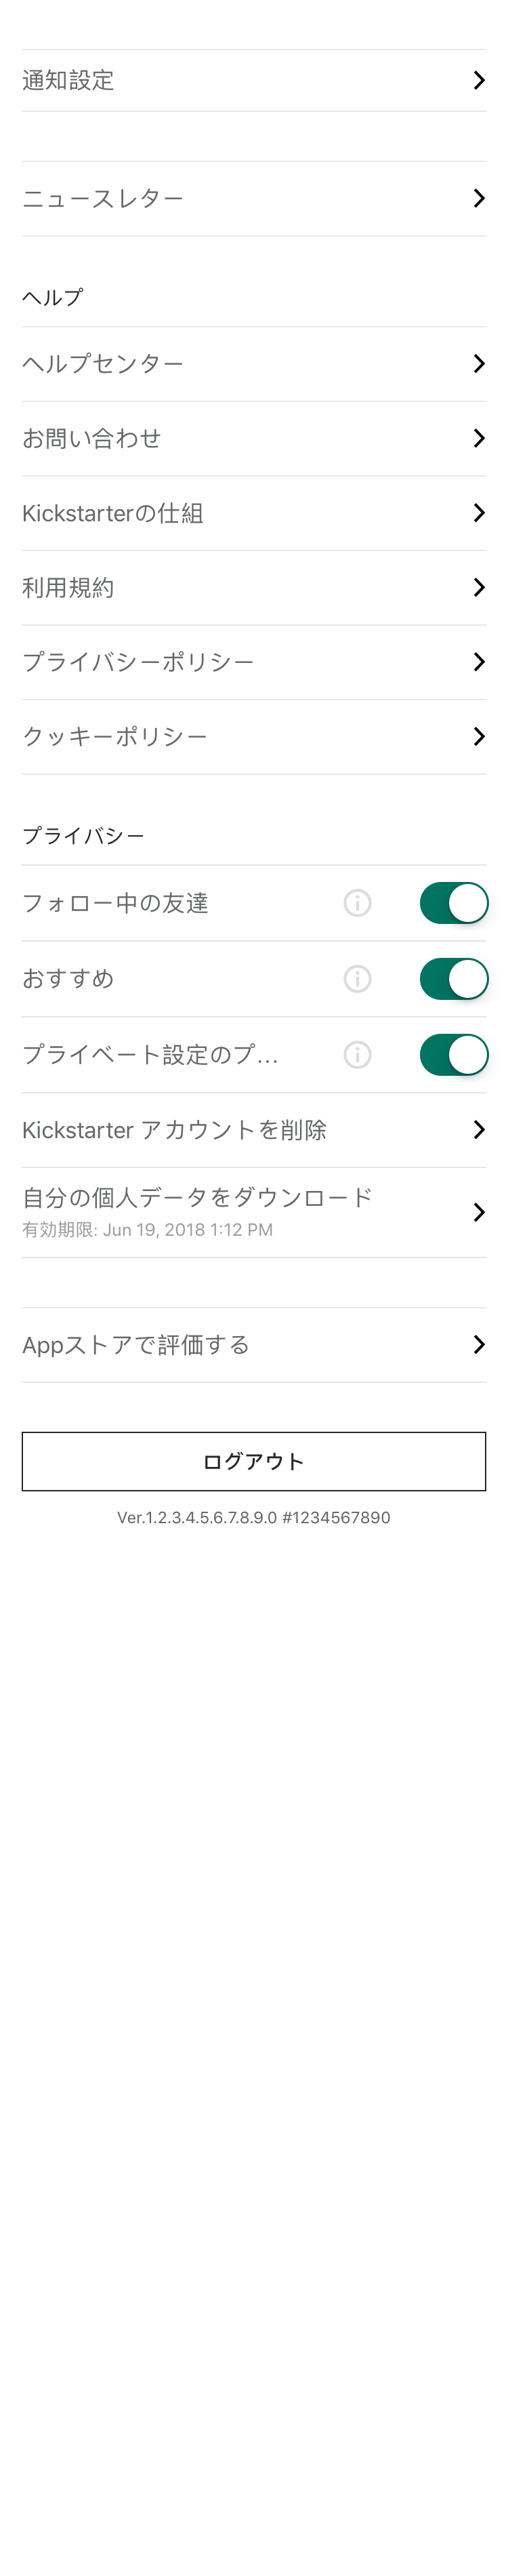 通知設定
ニュースレター
ヘルプ
ヘルプセンター
お問い合わせ
Kickstarterの仕組
利用規約
プライバシーポリシー
クッキーポリシー
プライバシー
フォロー中の友達
おすすめ
プライベート設定のプ...
Kickstarter アカウントを削除
自分の個人データをダウンロード
有効期限: Jun 19, 2018 1:12 PM
Appストアで評価する
ログアウト
Ver.1.2.3.4.5.6.7.8.9.0 #1234567890